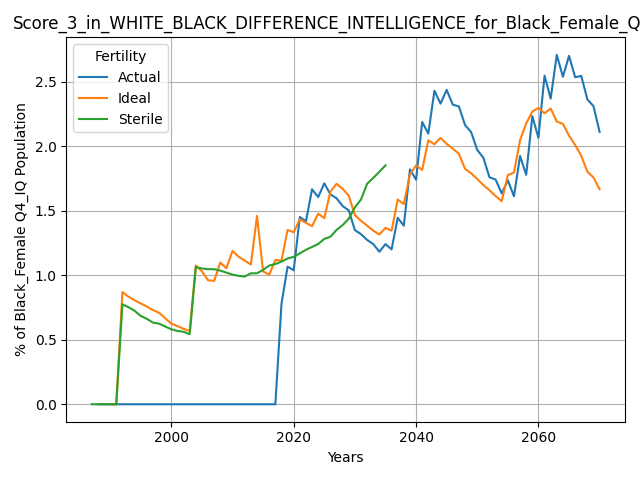 Score_3_in_WHITE_BLACK_DIFFERENCE_INTELLIGENCE_for_Black_Female_Q
Fertility
Actual
Ideal
Sterile
% of Black_Female Q4_IQ Population
2.5
2.0
1.5
1.0
0.5
0.0
2000 2020 2040 2060
Years